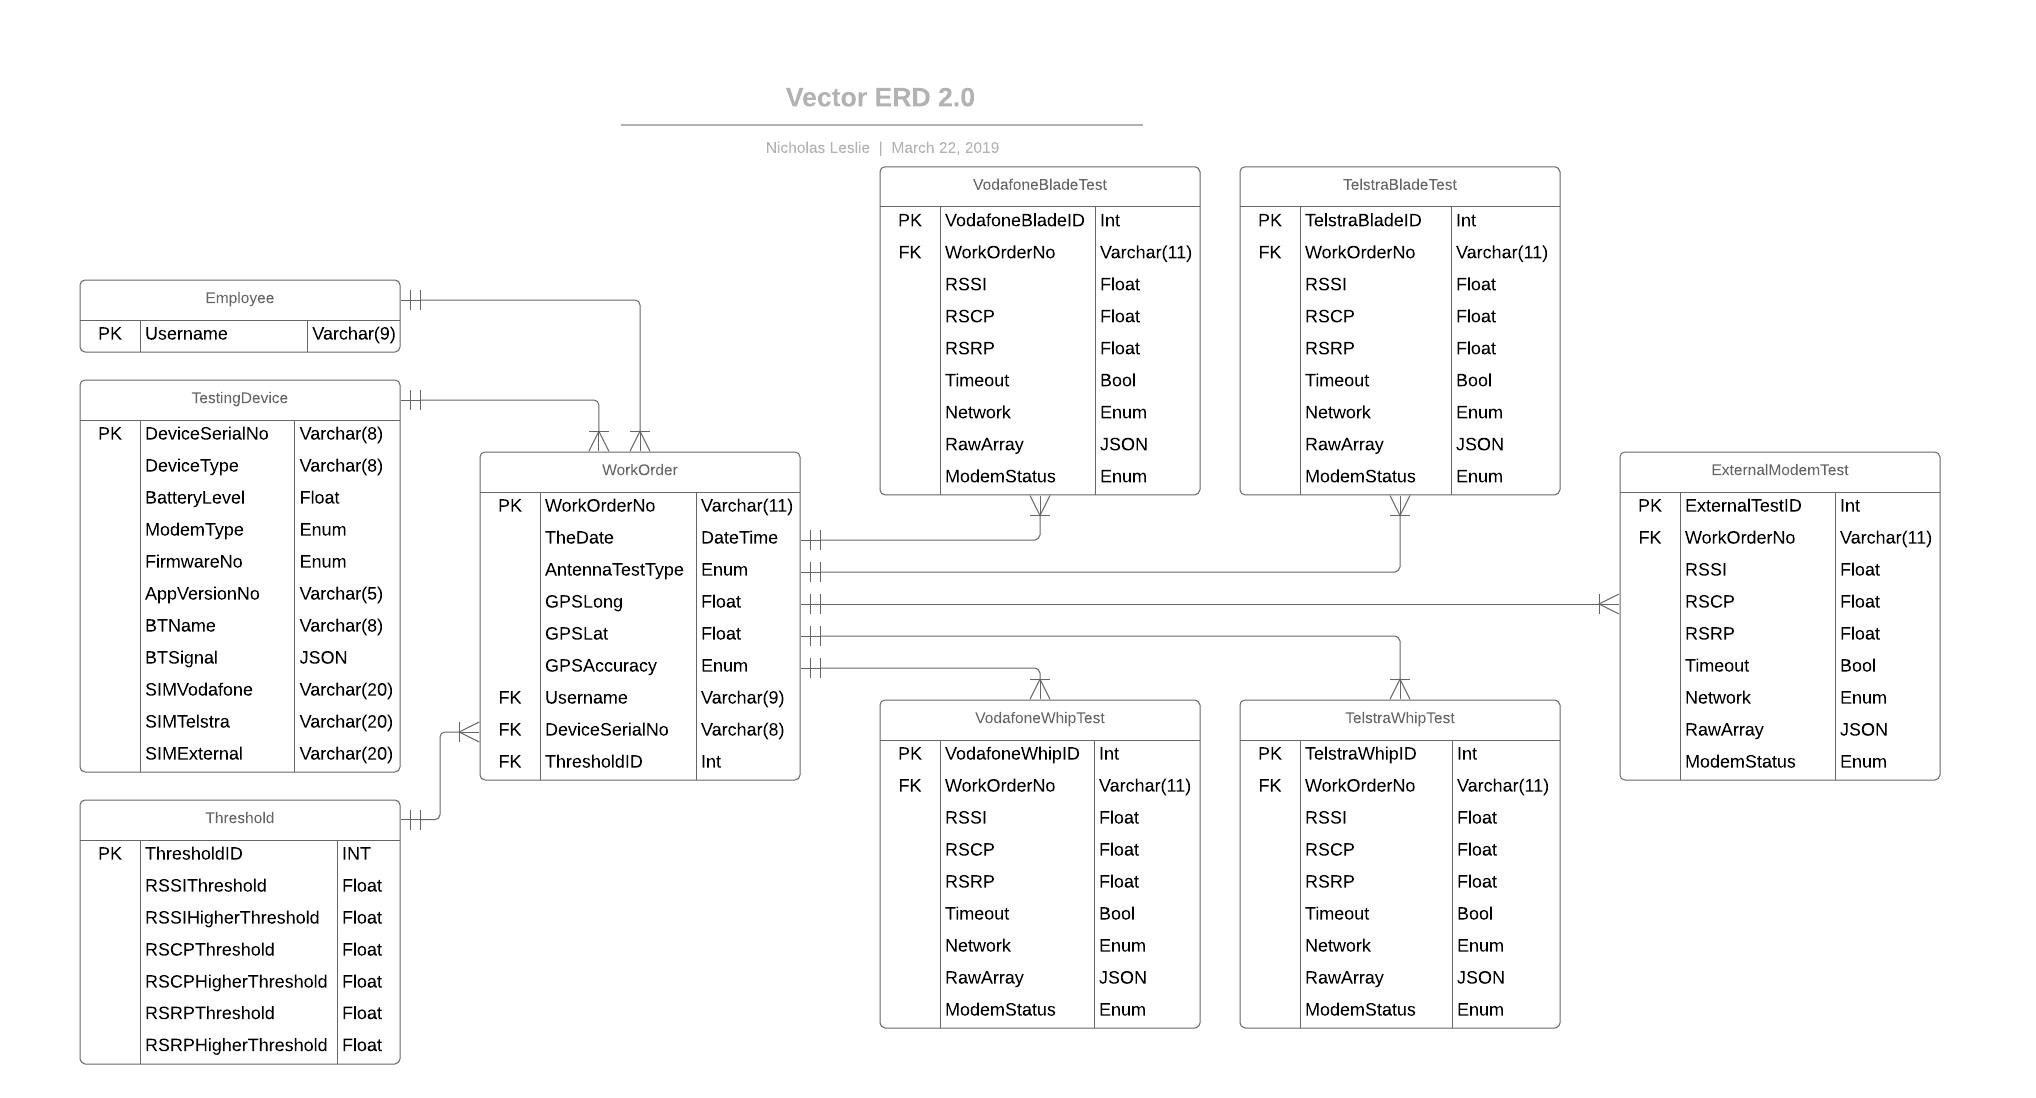 Vector ERD 2.0
Nicholas Leslie | March 22, 2019
Employee
PK Username Varchar(9)
TestingDevice
PK DeviceSerialNo Varchar(8)
DeviceType Varchar(8)
BatteryLevel Float
ModemType Enum
FirmwareNo Enum
AppVersionNo Varchar(5)
BTName Varchar(8)
BTSignal JSON
SIMVodafone Varchar(20)
SIMTelstra Varchar(20)
SIMExternal Varchar(20)
Threshold
PK ThresholdID INT
RSSIThreshold Float
RSSIHigherThreshold Float
RSCPThreshold Float
RSCPHigherThreshold Float
RSRPThreshold Float
RSRPHigherThreshold Float
WorkOrder
PK WorkOrderNo Varchar(11)
TheDate DateTime
AntennaTestType Enum
GPSLong Float
GPSLat Float
GPSAccuracy Enum
FK Username Varchar(9)
FK DeviceSerialNo Varchar(8)
FK ThresholdID Int
VodafoneBladeTest
PK VodafoneBladeID Int
FK WorkOrderNo Varchar(11)
RSSI Float
RSCP Float
RSRP Float
Timeout Bool
Network Enum
RawArray JSON
ModemStatus Enum
TelstraBladeTest
PK TelstraBladeID Int
FK WorkOrderNo Varchar(11)
RSSI Float
RSCP Float
RSRP Float
Timeout Bool
Network Enum
RawArray JSON
ModemStatus Enum
VodafoneWhipTest
PK VodafoneWhipID Int
FK WorkOrderNo Varchar(11)
RSSI Float
RSCP Float
RSRP Float
Timeout Bool
Network Enum
RawArray JSON
ModemStatus Enum
TelstraWhipTest
PK TelstraWhipID Int
FK WorkOrderNo Varchar(11)
RSSI Float
RSCP Float
RSRP Float
Timeout Bool
Network Enum
RawArray JSON
ModemStatus Enum
ExternalModemTest
PK ExternalTestID Int
FK WorkOrderNo Varchar(11)
RSSI Float
RSCP Float
RSRP Float
Timeout Bool
Network Enum
RawArray JSON
ModemStatus Enum